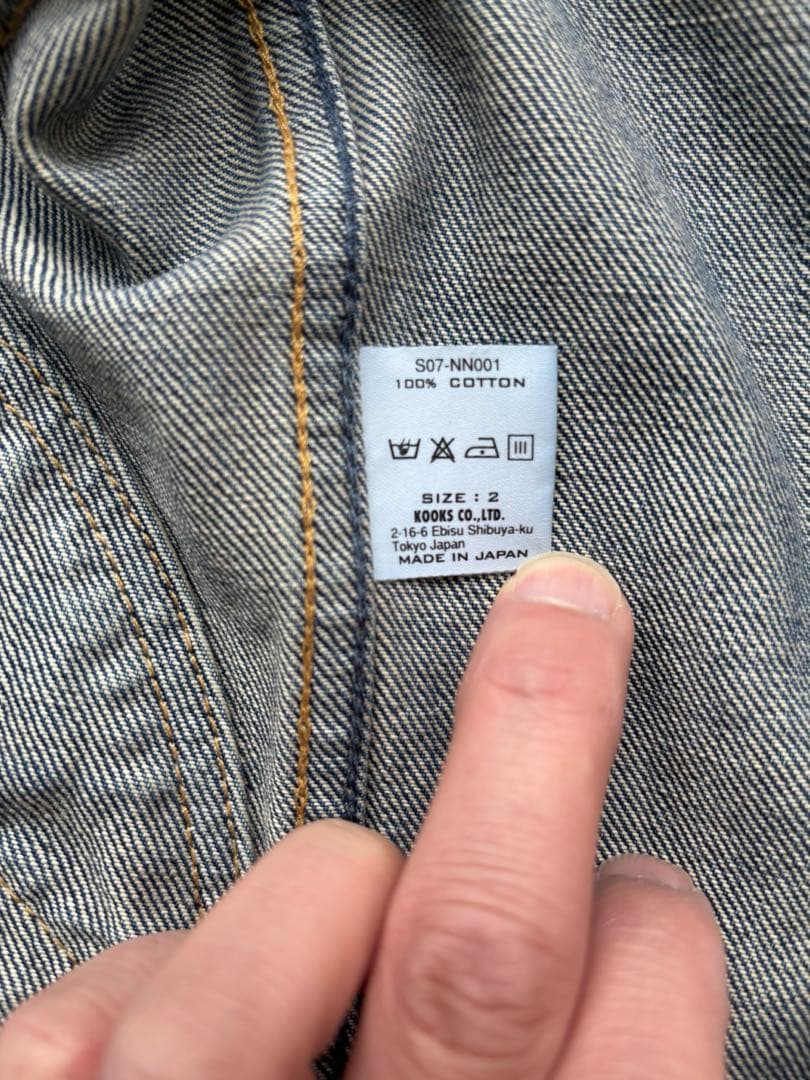 S07-NN001
100% COTTON
SIZE : 2
KOOKS CO.,LTD.
2-16-6 Ebisu Shibuya-ku
Tokyo Japan
MADE IN JAPAN